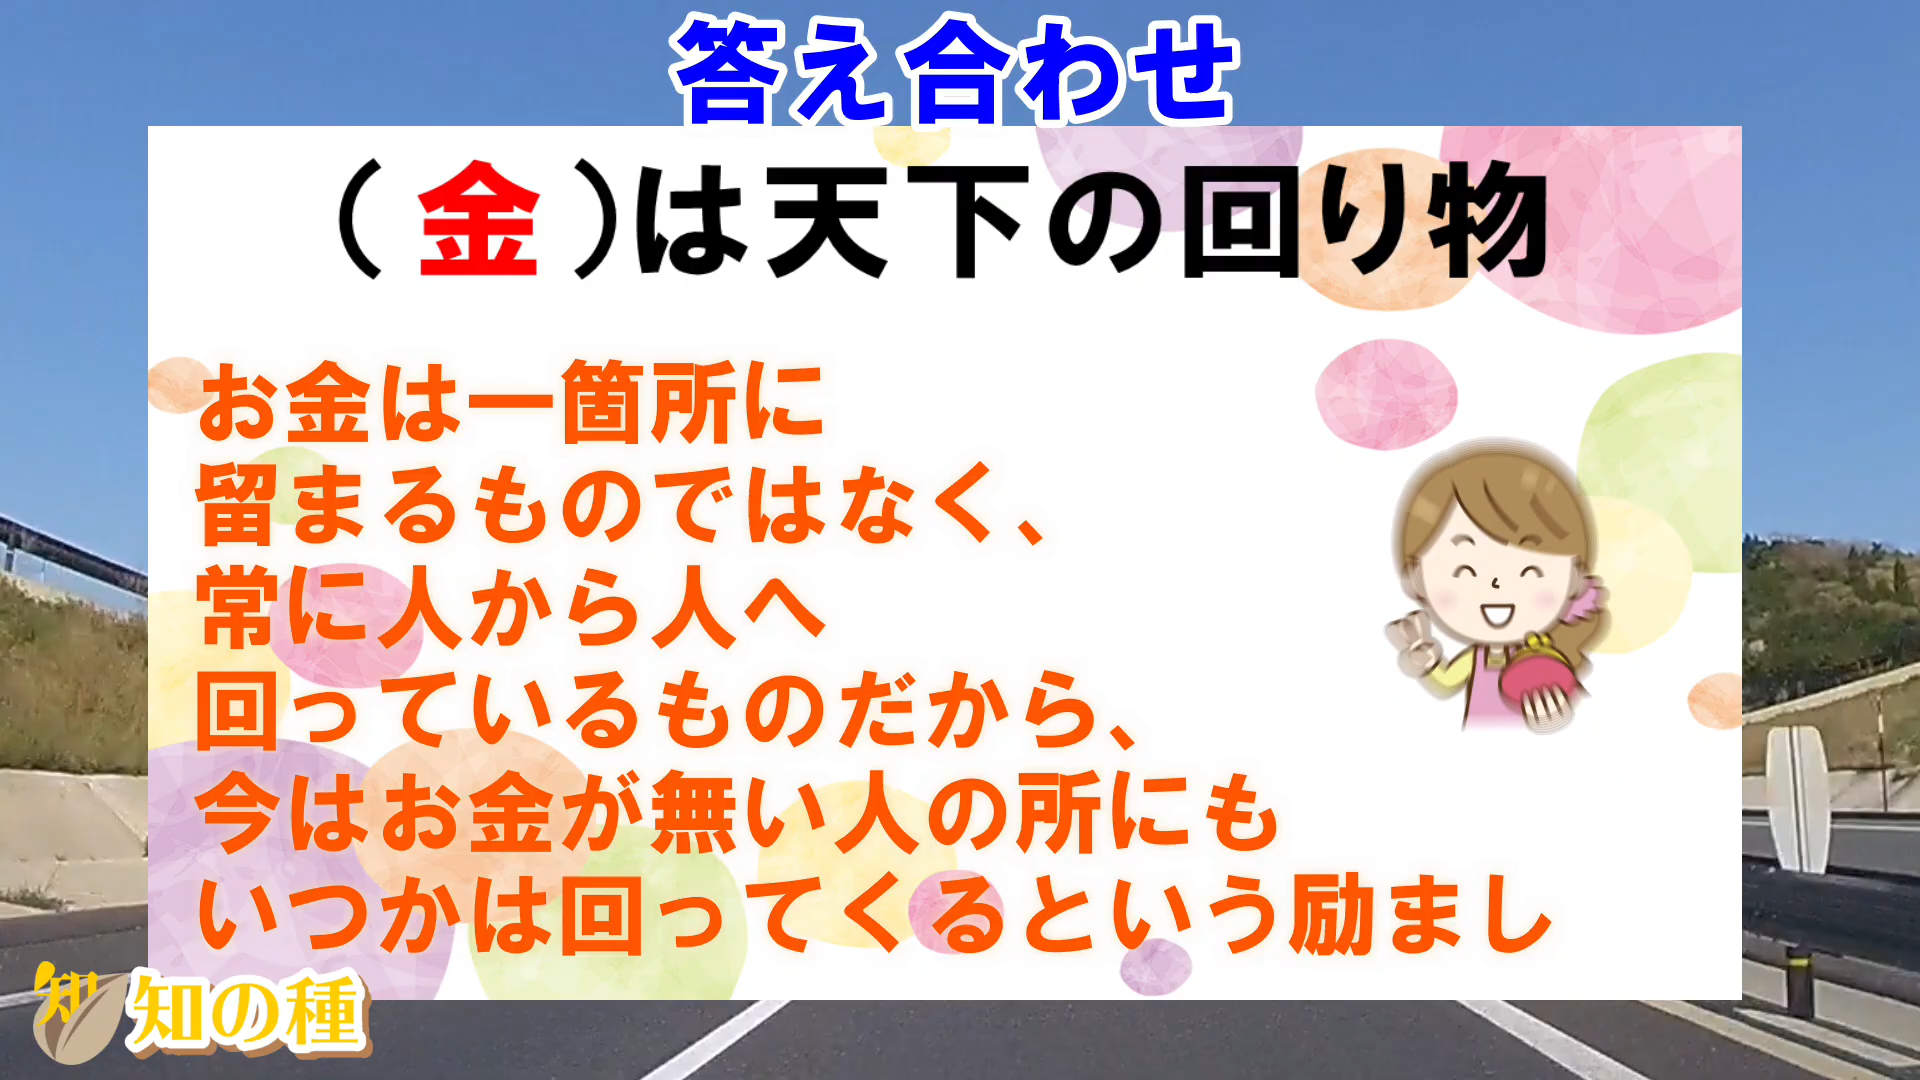 答え合わせ
(金)は天下の回り物
お金は一箇所に
留まるものではなく、
常に人から人へ
回っているものだから、
今はお金が無い人の所にも
いつかは回ってくるという励まし
知 知の種